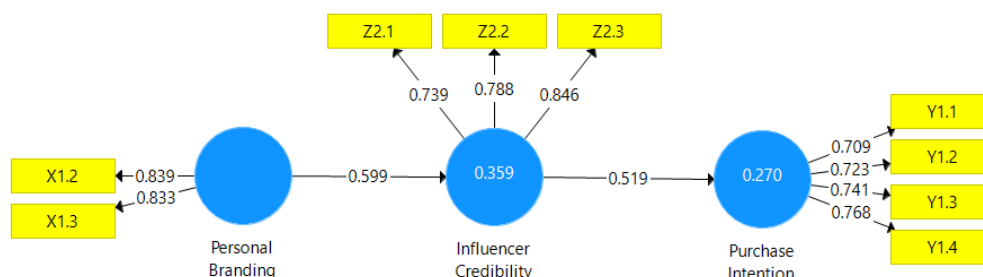 Z2.1
Z2.2
Z2.3
0.739
0.788
0.846
X1.2
X1.3
0.839
0.833
0.599
0.359
0.519
0.270
0.709
0.723
0.741
0.768
Y1.1
Y1.2
Y1.3
Y1.4
Personal
Branding
Influencer
Credibility
Purchase
Intention